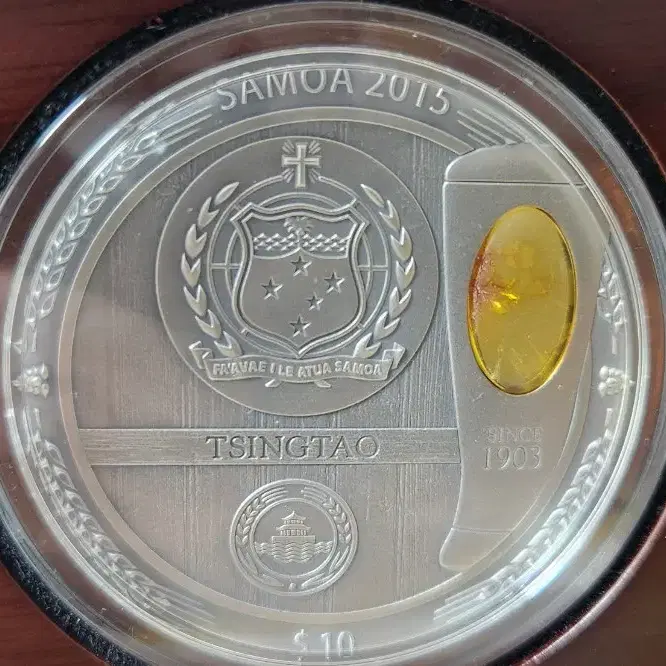 SAMOA 2015
FA'AVAE I LE ATUA SAMOA
TSINGTAO
SINCE
1903
$10